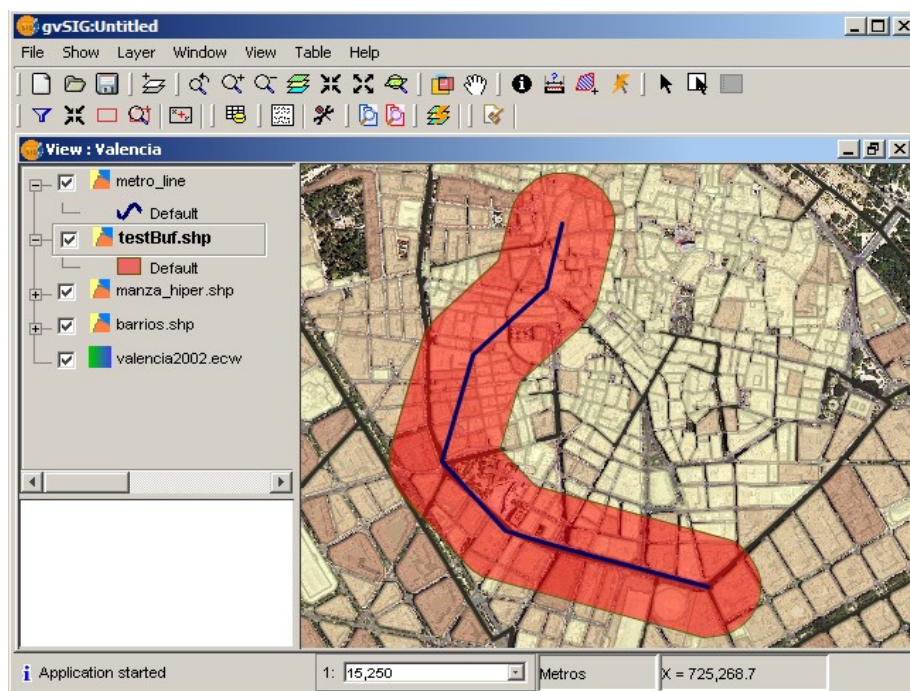 gvSIG:Untitled
File Show Layer Window View Table Help
View : Valencia
metro_line
Default
testBuf.shp
Default
manza_hiper.shp
barrios.shp
valencia2002.ecw
Application started
1: 15,250
Metros
X = 725,268.7